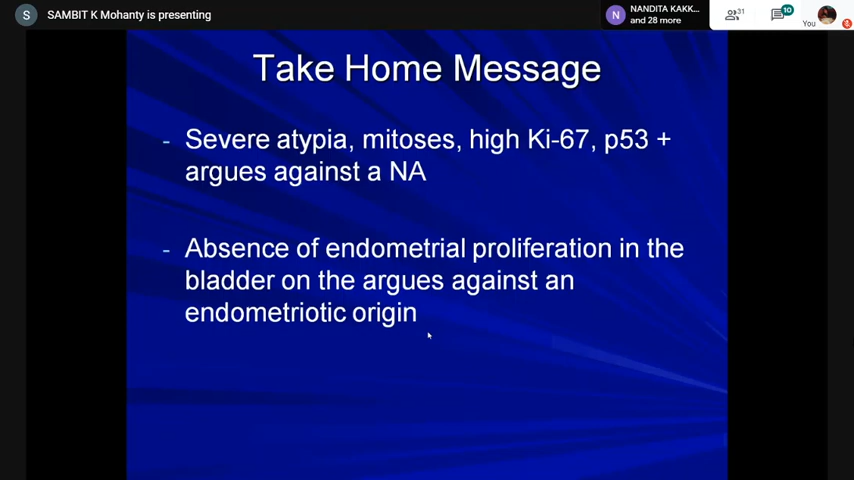 S SAMBIT K Mohanty is presenting
N NANDITA KAKK...
and 28 more
31
10
You
Take Home Message
- Severe atypia, mitoses, high Ki-67, p53 +
argues against a NA
- Absence of endometrial proliferation in the
bladder on the argues against an
endometriotic origin